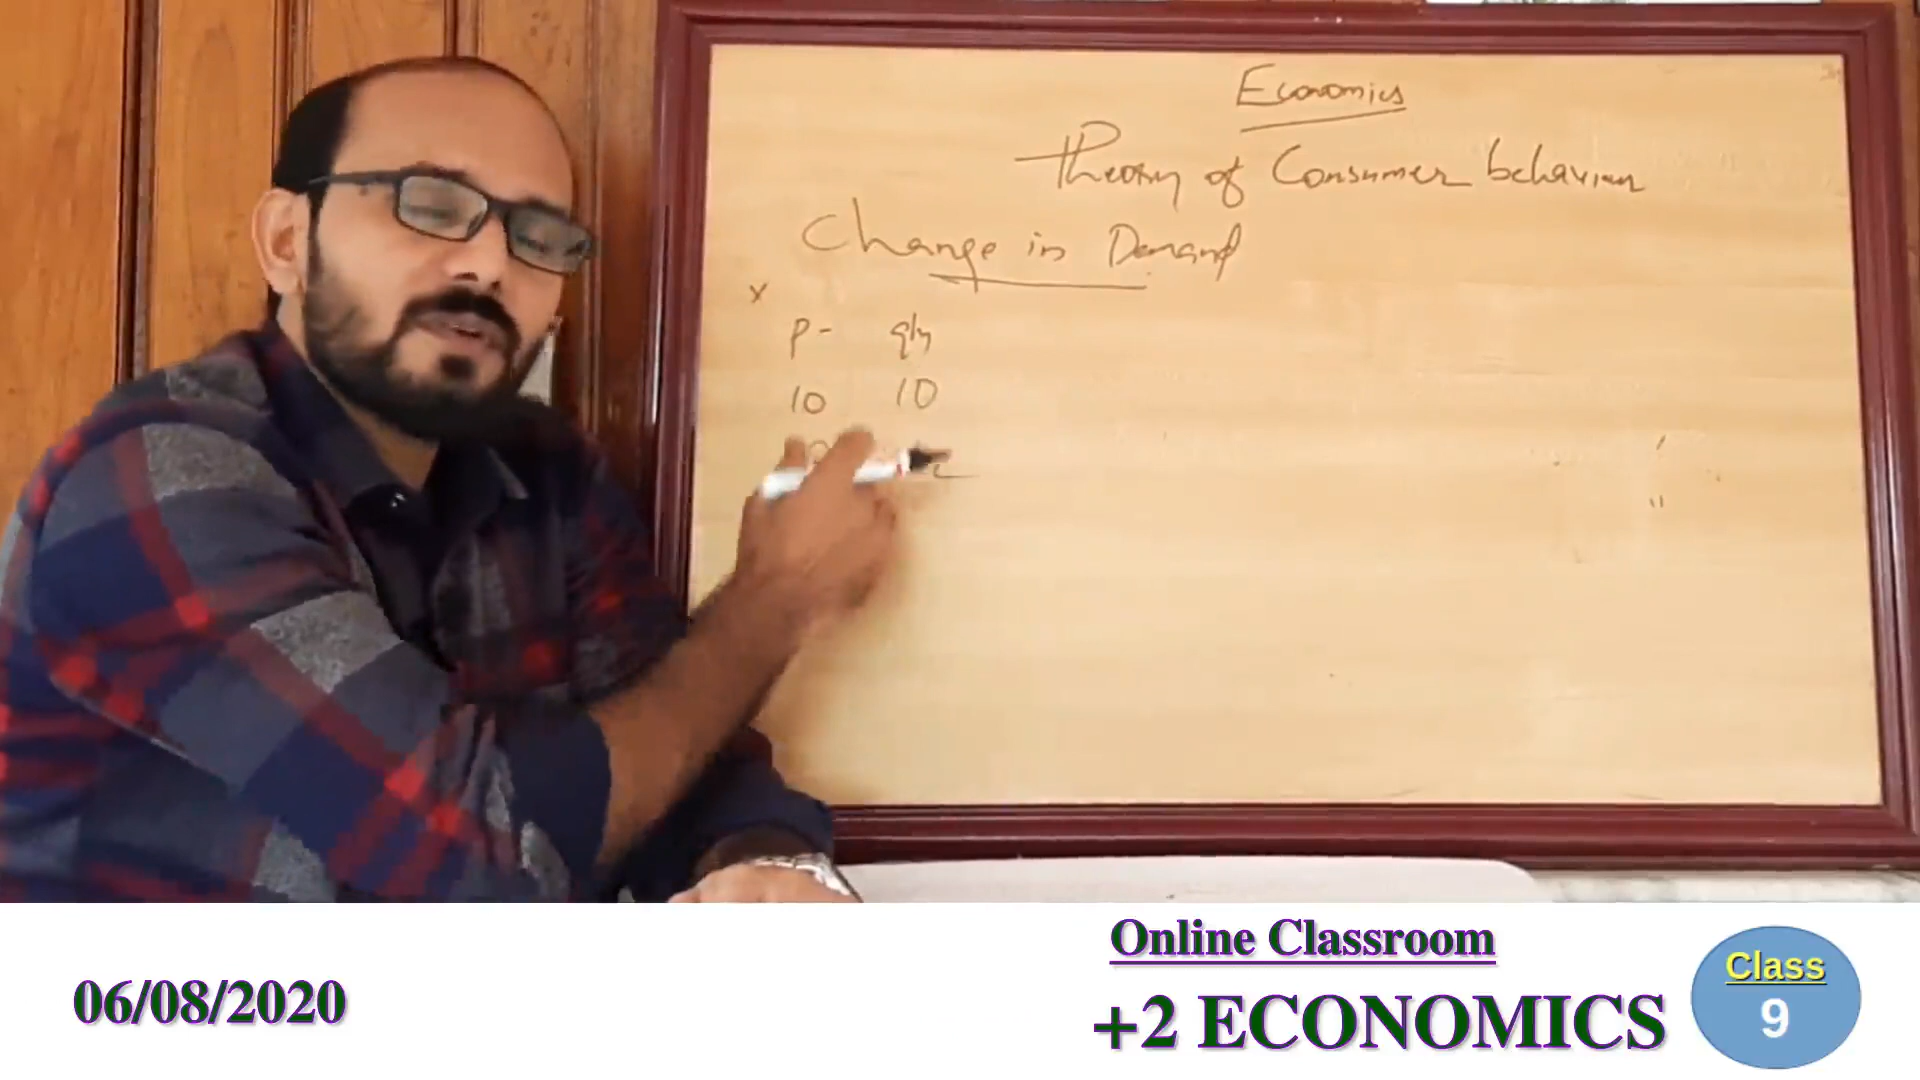 Economics
Theory of Consumer behaviour
Change in Demand
x
P - qty
10 10
Online Classroom
06/08/2020
+2 ECONOMICS
Class
9